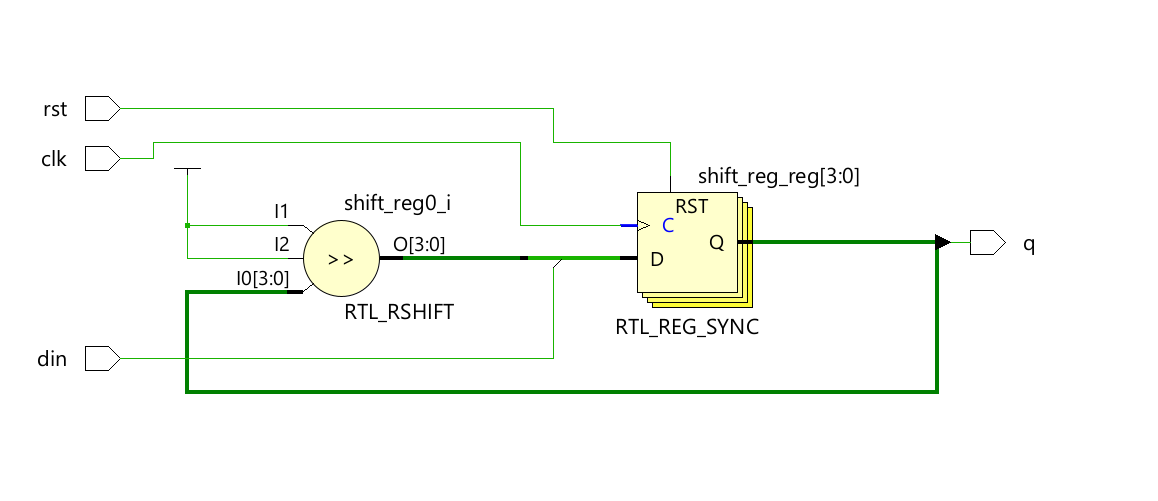 rst
clk
shift_reg_reg[3:0]
shift_reg0_i
I1
RST
C
I2
O[3:0]
Q
q
>>
D
I0[3:0]
RTL_RSHIFT
RTL_REG_SYNC
din